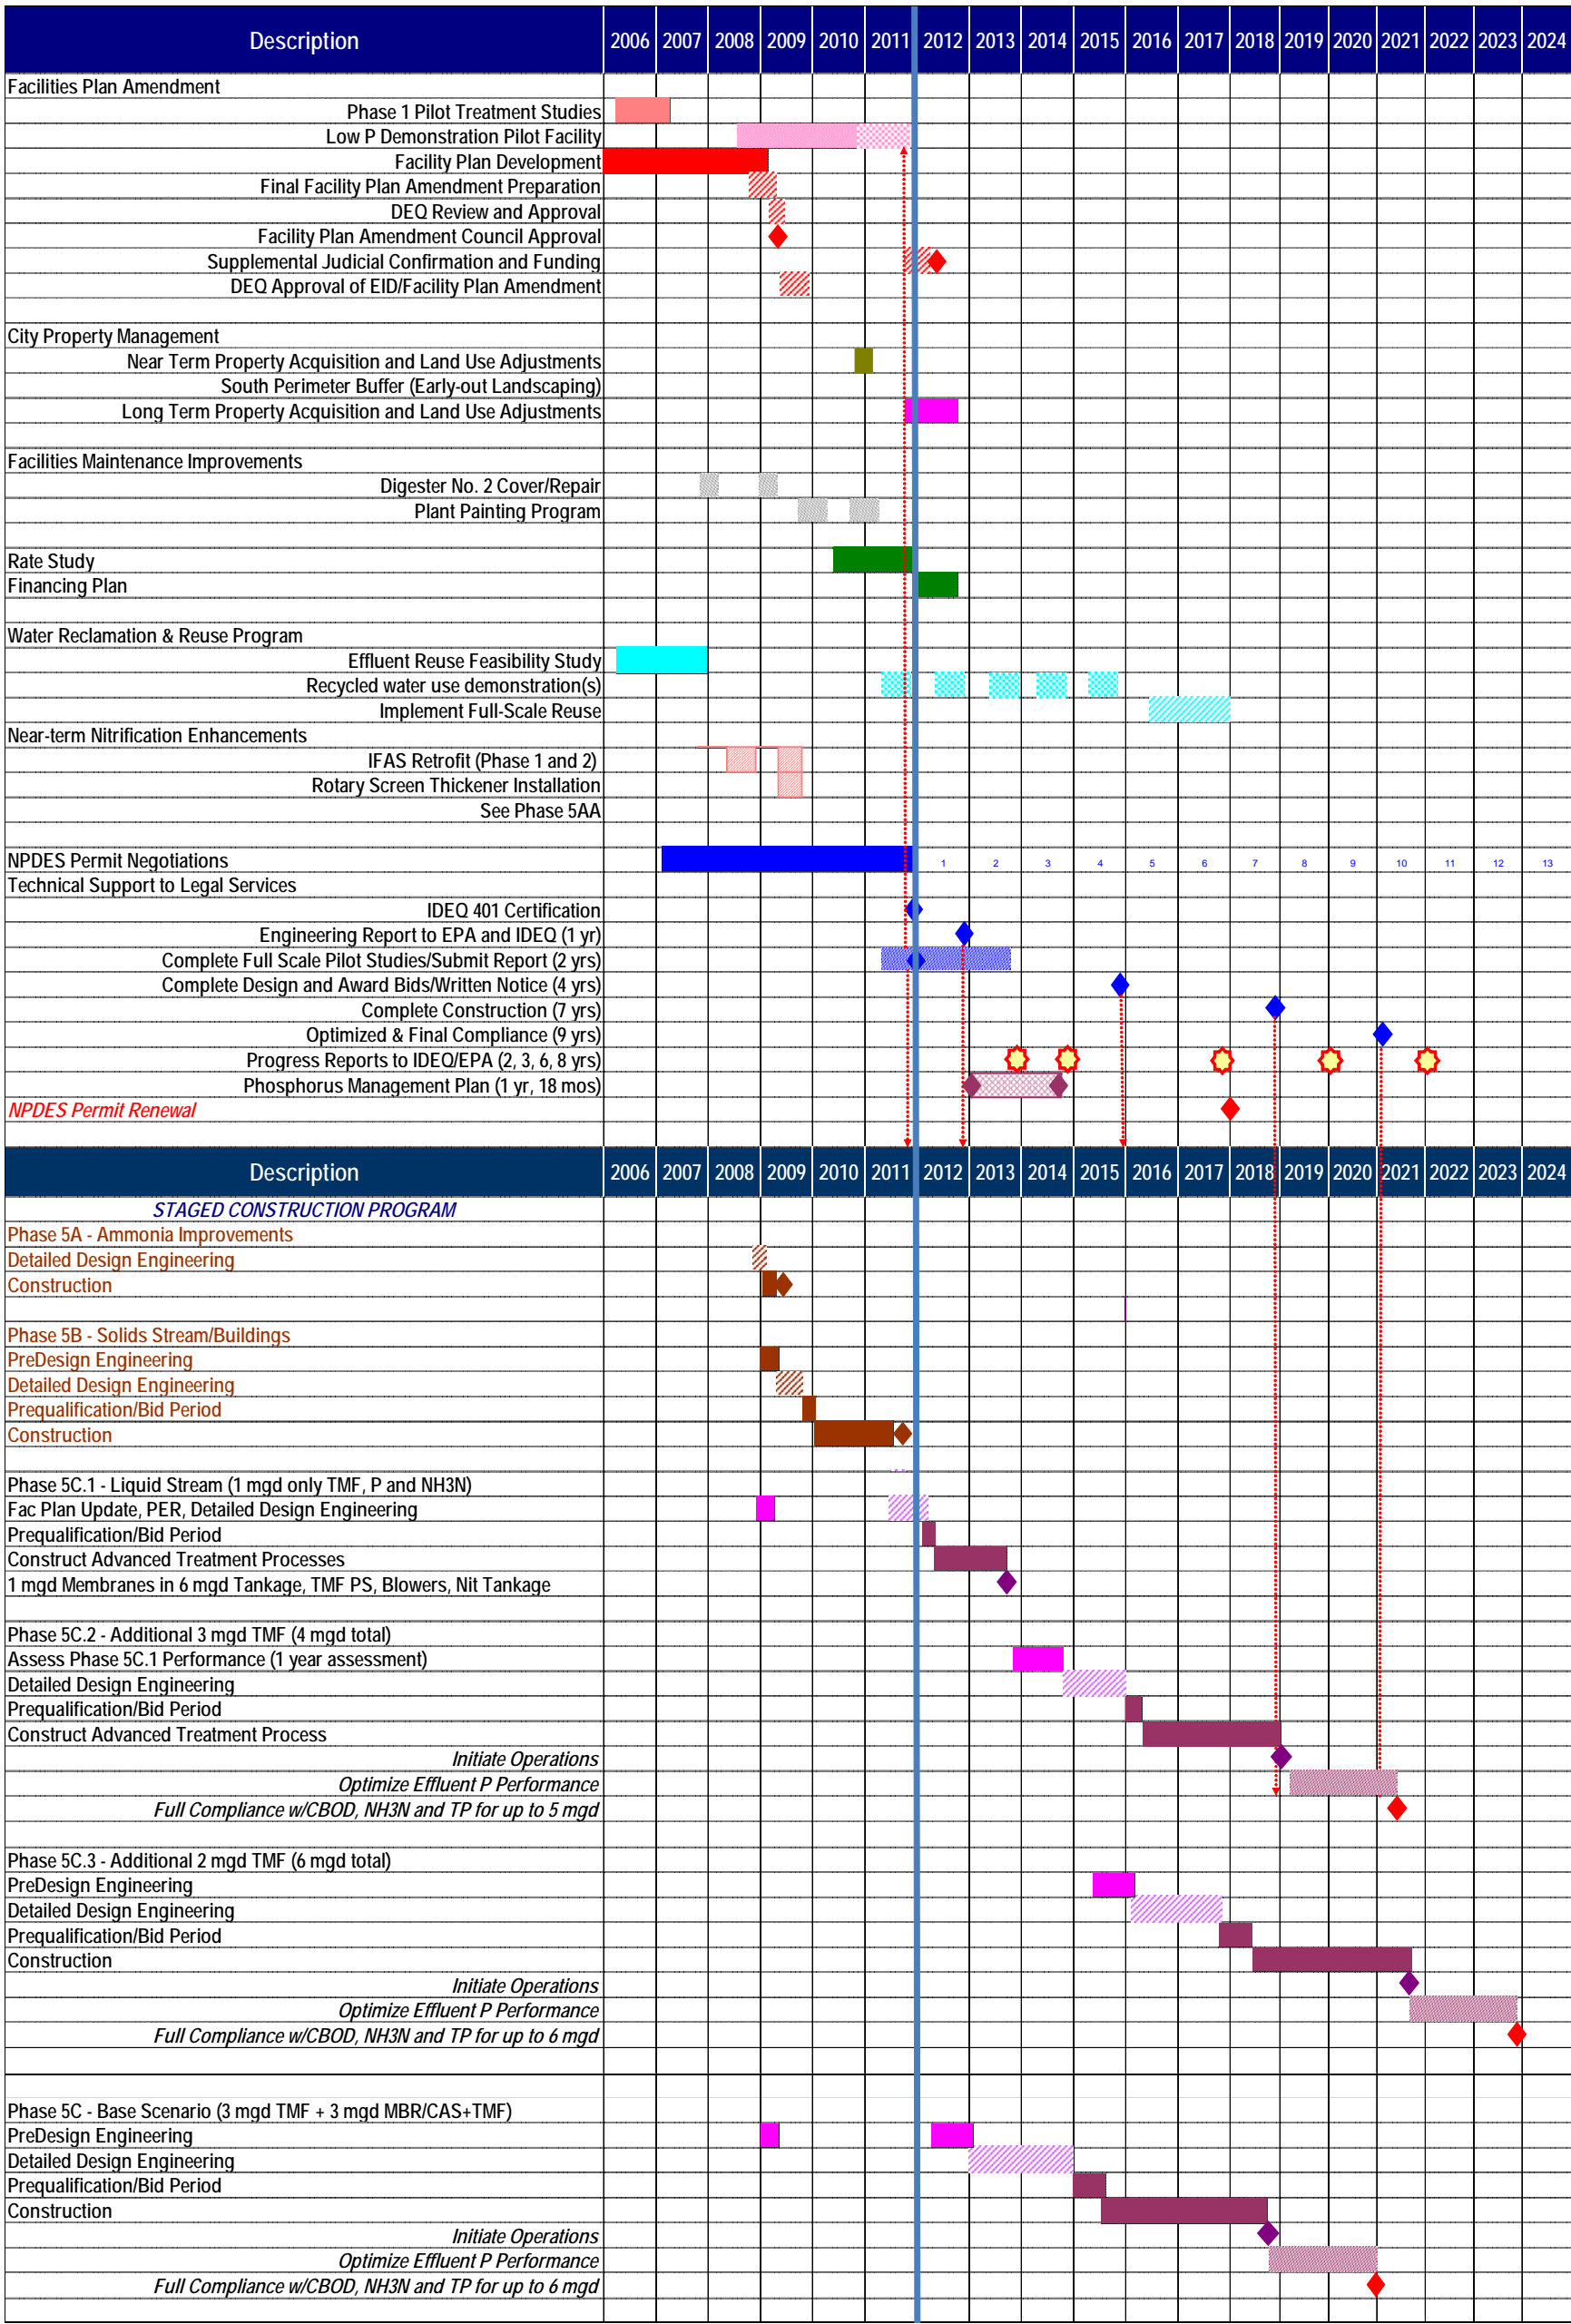 Description 2006 2007 2008 2009 2010 2011 2012 2013 2014 2015 2016 2017 2018 2019 2020 2021 2022 2023 2024
Facilities Plan Amendment
Phase 1 Pilot Treatment Studies
Low P Demonstration Pilot Facility
Facility Plan Development
Final Facility Plan Amendment Preparation
DEQ Review and Approval
Facility Plan Amendment Council Approval
Supplemental Judicial Confirmation and Funding
DEQ Approval of EID/Facility Plan Amendment
City Property Management
Near Term Property Acquisition and Land Use Adjustments
South Perimeter Buffer (Early-out Landscaping)
Long Term Property Acquisition and Land Use Adjustments
Facilities Maintenance Improvements
Digester No. 2 Cover/Repair
Plant Painting Program
Rate Study
Financing Plan
Water Reclamation & Reuse Program
Effluent Reuse Feasibility Study
Recycled water use demonstration(s)
Implement Full-Scale Reuse
Near-term Nitrification Enhancements
IFAS Retrofit (Phase 1 and 2)
Rotary Screen Thickener Installation
See Phase 5AA
NPDES Permit Negotiations 1 2 3 4 5 6 7 8 9 10 11 12 13
Technical Support to Legal Services
IDEQ 401 Certification
Engineering Report to EPA and IDEQ (1 yr)
Complete Full Scale Pilot Studies/Submit Report (2 yrs)
Complete Design and Award Bids/Written Notice (4 yrs)
Complete Construction (7 yrs)
Optimized & Final Compliance (9 yrs)
Progress Reports to IDEQ/EPA (2, 3, 6, 8 yrs)
Phosphorus Management Plan (1 yr, 18 mos)
NPDES Permit Renewal
Description 2006 2007 2008 2009 2010 2011 2012 2013 2014 2015 2016 2017 2018 2019 2020 2021 2022 2023 2024
STAGED CONSTRUCTION PROGRAM
Phase 5A - Ammonia Improvements
Detailed Design Engineering
Construction
Phase 5B - Solids Stream/Buildings
PreDesign Engineering
Detailed Design Engineering
Prequalification/Bid Period
Construction
Phase 5C.1 - Liquid Stream (1 mgd only TMF, P and NH3N)
Fac Plan Update, PER, Detailed Design Engineering
Prequalification/Bid Period
Construct Advanced Treatment Processes
1 mgd Membranes in 6 mgd Tankage, TMF PS, Blowers, Nit Tankage
Phase 5C.2 - Additional 3 mgd TMF (4 mgd total)
Assess Phase 5C.1 Performance (1 year assessment)
Detailed Design Engineering
Prequalification/Bid Period
Construct Advanced Treatment Process
Initiate Operations
Optimize Effluent P Performance
Full Compliance w/CBOD, NH3N and TP for up to 5 mgd
Phase 5C.3 - Additional 2 mgd TMF (6 mgd total)
PreDesign Engineering
Detailed Design Engineering
Prequalification/Bid Period
Construction
Initiate Operations
Optimize Effluent P Performance
Full Compliance w/CBOD, NH3N and TP for up to 6 mgd
Phase 5C - Base Scenario (3 mgd TMF + 3 mgd MBR/CAS+TMF)
PreDesign Engineering
Detailed Design Engineering
Prequalification/Bid Period
Construction
Initiate Operations
Optimize Effluent P Performance
Full Compliance w/CBOD, NH3N and TP for up to 6 mgd